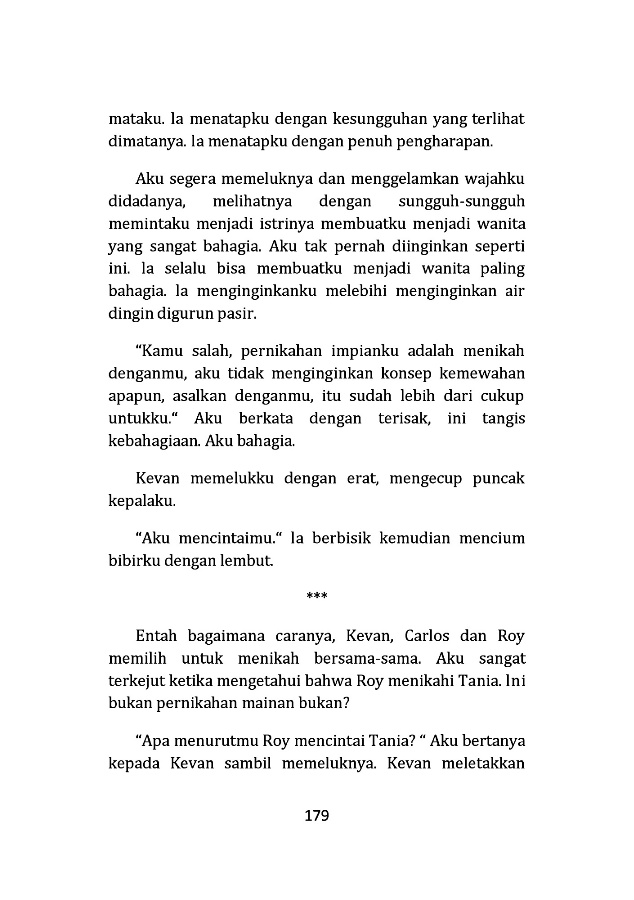 mataku. Ia menatapku dengan kesungguhan yang terlihat
dimatanya. Ia menatapku dengan penuh pengharapan.
Aku segera memeluknya dan menggelamkan wajahku
didadanya, melihatnya dengan sungguh-sungguh
memintaku menjadi istrinya membuatku menjadi wanita
yang sangat bahagia. Aku tak pernah diinginkan seperti
ini. Ia selalu bisa membuatku menjadi wanita paling
bahagia. Ia menginginkanku melebihi menginginkan air
dingin digurun pasir.
“Kamu salah, pernikahan impianku adalah menikah
denganmu, aku tidak menginginkan konsep kemewahan
apapun, asalkan denganmu, itu sudah lebih dari cukup
untukku.“ Aku berkata dengan terisak, ini tangis
kebahagiaan. Aku bahagia.
Kevan memelukku dengan erat, mengecup puncak
kepalaku.
“Aku mencintaimu.“ Ia berbisik kemudian mencium
bibirku dengan lembut.
***
Entah bagaimana caranya, Kevan, Carlos dan Roy
memilih untuk menikah bersama-sama. Aku sangat
terkejut ketika mengetahui bahwa Roy menikahi Tania. Ini
bukan pernikahan mainan bukan?
“Apa menurutmu Roy mencintai Tania? “ Aku bertanya
kepada Kevan sambil memeluknya. Kevan meletakkan
179